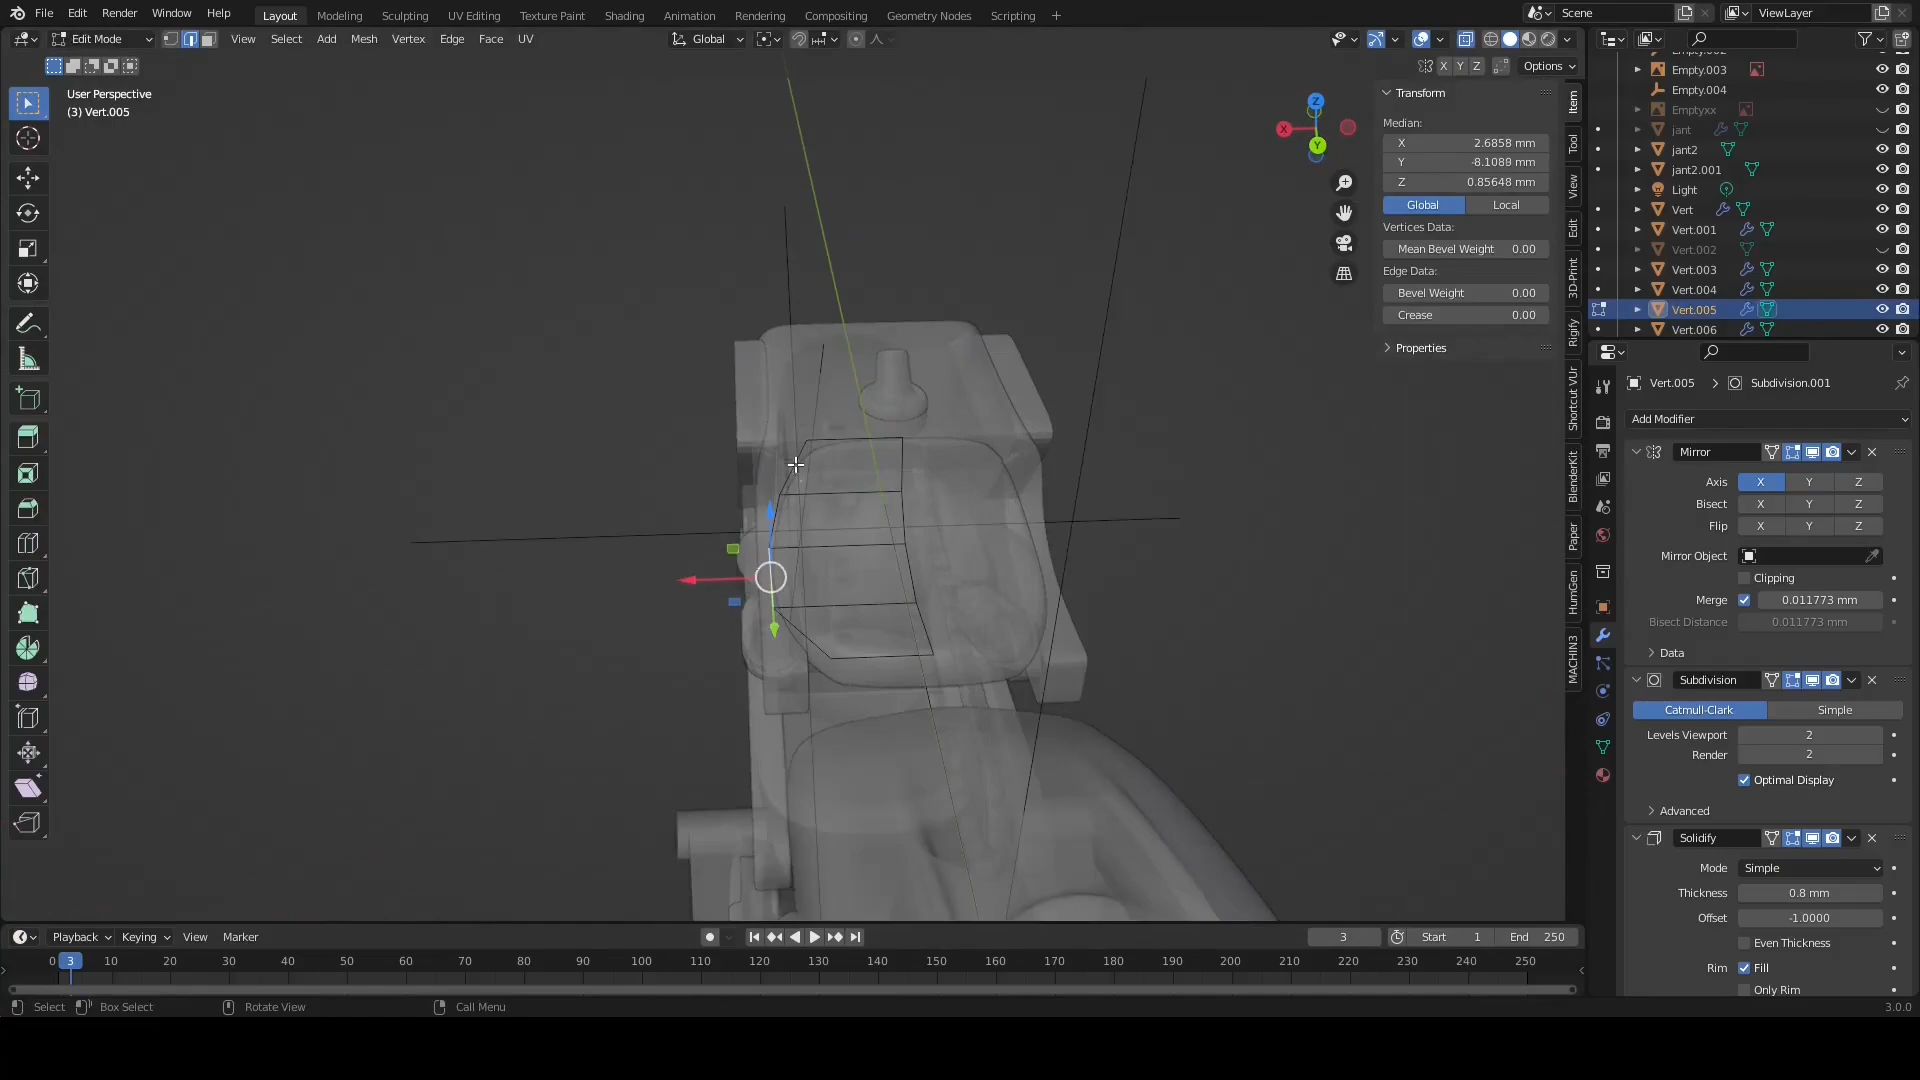 File Edit Render Window Help Layout Modeling Sculpting UV Editing Texture Paint Shading Animation Rendering Compositing Geometry Nodes Scripting + Scene ViewLayer
Edit Mode View Select Add Mesh Vertex Edge Face UV Global
X Y Z Options
User Perspective
(3) Vert.005
Z
X
Y
Transform
Median:
X 2.6858 mm
Y -8.1089 mm
Z 0.85648 mm
Global Local
Vertices Data:
Mean Bevel Weight 0.00
Edge Data:
Bevel Weight 0.00
Crease 0.00
Properties
Item
Tool
View
Edit
3D-Print
Rigify
Shortcut VUr
BlenderKit
Paper
HumGen
MACHIN3
Empty.003
Empty.004
Emptyxx
jant
jant2
jant2.001
Light
Vert
Vert.001
Vert.002
Vert.003
Vert.004
Vert.005
Vert.006
Vert.005 > Subdivision.001
Add Modifier
Mirror
Axis X Y Z
Bisect X Y Z
Flip X Y Z
Mirror Object
Clipping
Merge 0.011773 mm
Bisect Distance 0.011773 mm
Data
Subdivision
Catmull-Clark Simple
Levels Viewport 2
Render 2
Optimal Display
Advanced
Solidify
Mode Simple
Thickness 0.8 mm
Offset -1.0000
Even Thickness
Rim Fill
Only Rim
Playback Keying View Marker 3 Start 1 End 250
0 3 10 20 30 40 50 60 70 80 90 100 110 120 130 140 150 160 170 180 190 200 210 220 230 240 250
Select Box Select Rotate View Call Menu 3.0.0